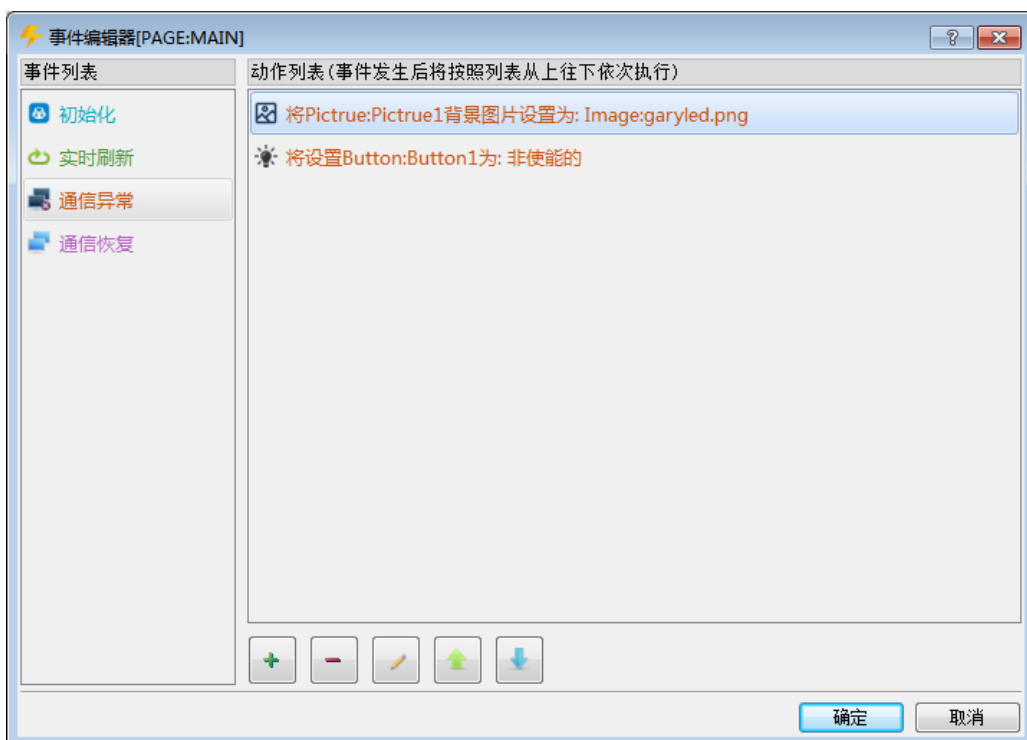 事件编辑器[PAGE:MAIN]
事件列表
动作列表(事件发生后将按照列表从上往下依次执行)
初始化
实时刷新
通信异常
通信恢复
将Pictrue:Pictrue1背景图片设置为: Image:garyled.png
将设置Button:Button1为: 非使能的
确定
取消